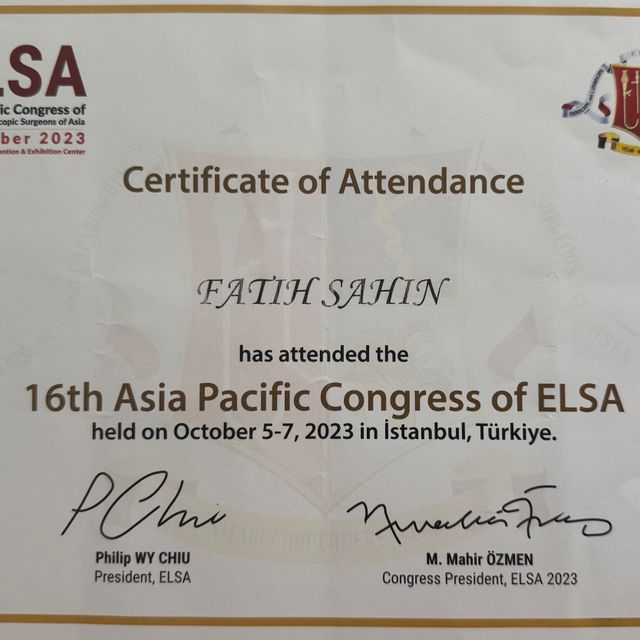 LSA
ic Congress of
copic Surgeons of Asia
ber 2023
ention & Exhibition Center
Certificate of Attendance
FATIH SAHIN
has attended the
16th Asia Pacific Congress of ELSA
held on October 5-7, 2023 in İstanbul, Türkiye.
P Chiu
Philip WY CHIU
President, ELSA
M. Mahir ÖZMEN
Congress President, ELSA 2023